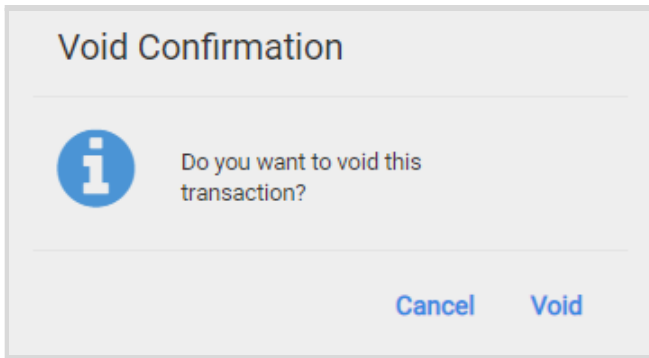 Void Confirmation
Do you want to void this
transaction?
Cancel Void